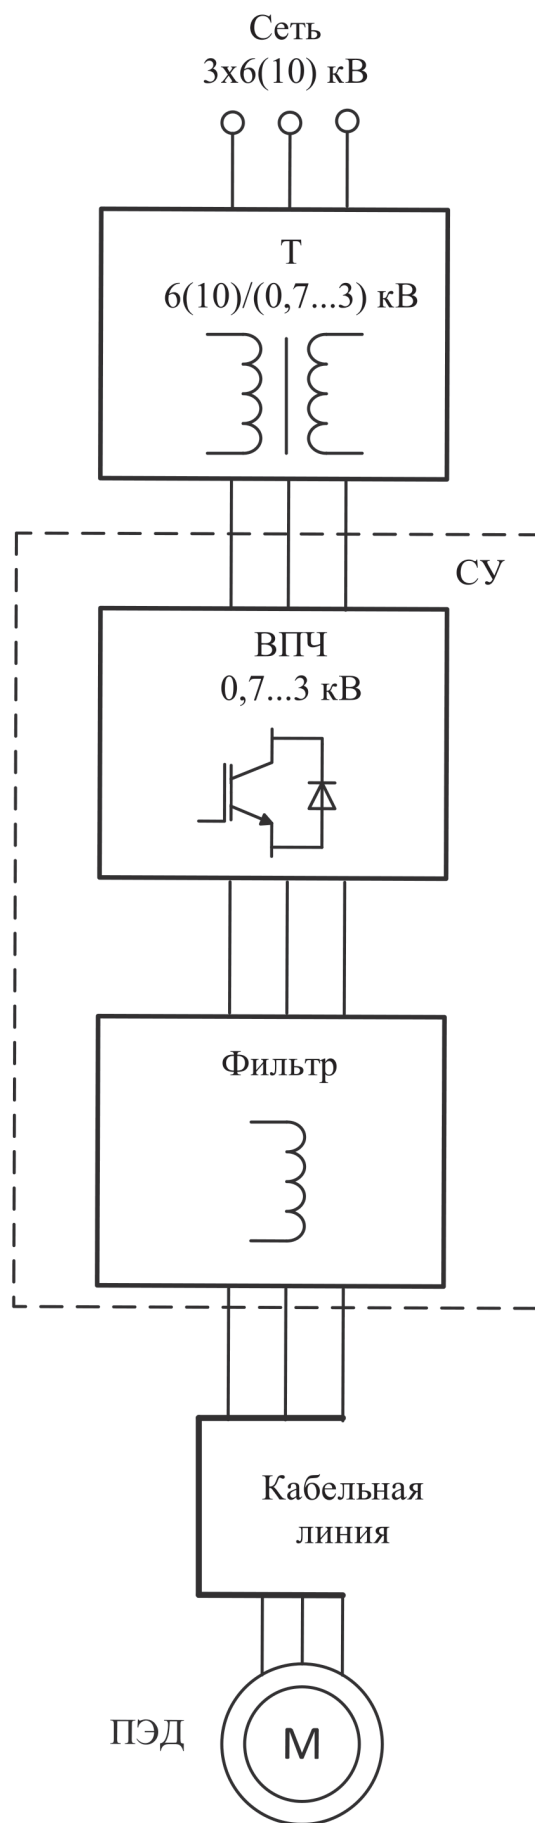 Сеть
3х6(10) кВ
Т
6(10)/(0,7...3) кВ
СУ
ВПЧ
0,7...3 кВ
Фильтр
Кабельная
линия
ПЭД
М